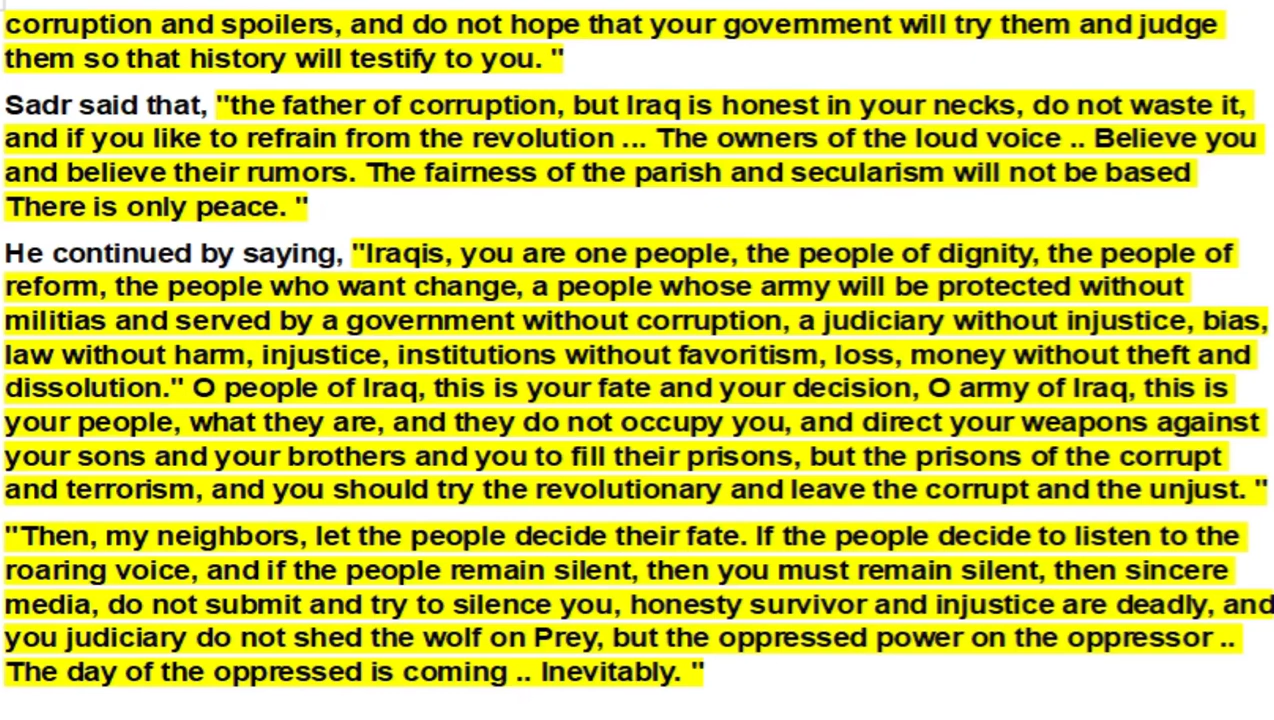 corruption and spoilers, and do not hope that your government will try them and judge
them so that history will testify to you. "
Sadr said that, "the father of corruption, but Iraq is honest in your necks, do not waste it,
and if you like to refrain from the revolution ... The owners of the loud voice .. Believe you
and believe their rumors. The fairness of the parish and secularism will not be based
There is only peace. "
He continued by saying, "Iraqis, you are one people, the people of dignity, the people of
reform, the people who want change, a people whose army will be protected without
militias and served by a government without corruption, a judiciary without injustice, bias,
law without harm, injustice, institutions without favoritism, loss, money without theft and
dissolution." O people of Iraq, this is your fate and your decision, O army of Iraq, this is
your people, what they are, and they do not occupy you, and direct your weapons against
your sons and your brothers and you to fill their prisons, but the prisons of the corrupt
and terrorism, and you should try the revolutionary and leave the corrupt and the unjust. "
"Then, my neighbors, let the people decide their fate. If the people decide to listen to the
roaring voice, and if the people remain silent, then you must remain silent, then sincere
media, do not submit and try to silence you, honesty survivor and injustice are deadly, and
you judiciary do not shed the wolf on Prey, but the oppressed power on the oppressor ..
The day of the oppressed is coming .. Inevitably. "